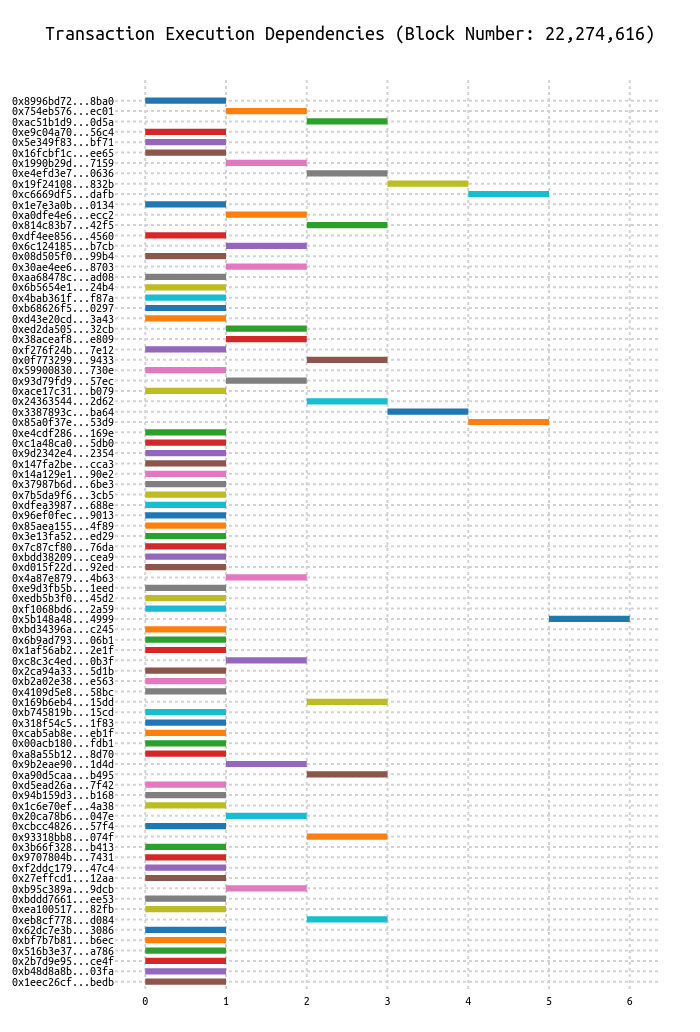 Transaction Execution Dependencies (Block Number: 22,274,616)
0x8996bd72...8ba0
0x754eb576...ec01
0xac51b1d9...0d5a
0xe9c04a70...56c4
0x5e349f83...bf71
0x16fcbf1c...ee65
0x1990b29d...7159
0xe4efd3e7...0636
0x19f24108...832b
0xc6669df5...dafb
0x1e7e3a0b...0134
0xa0dfe4e6...ecc2
0x814c83b7...42f5
0xdf4ee856...4560
0x6c124185...b7cb
0x08d505f0...99b4
0x30ae4ee6...8703
0xaa68478c...ad08
0x6b5654e1...24b4
0x4bab361f...f87a
0xb68626f5...0297
0xd43e20cd...3a43
0xed2da505...32cb
0x38aceaf8...e809
0xf276f24b...7e12
0x0f773299...9433
0x59900830...730e
0x93d79fd9...57ec
0xace17c31...b079
0x24363544...2d62
0x3387893c...ba64
0x85a0f37e...53d9
0xe4cdf286...169e
0xc1a48ca0...5db0
0x9d2342e4...2354
0x147fa2be...cca3
0x14a129e1...90e2
0x37987b6d...6be3
0x7b5da9f6...3cb5
0xdfea3987...688e
0x96ef0fec...9013
0x85aea155...4f89
0x3e13fa52...ed29
0x7c87cf80...76da
0xbdd38209...cea9
0xd015f22d...92ed
0x4a87e879...4b63
0xe9d3fb5b...1eed
0xedb5b3f0...45d2
0xf1068bd6...2a59
0x5b148a48...4999
0xbd34396a...c245
0x6b9ad793...06b1
0x1af56ab2...2e1f
0xc8c3c4ed...0b3f
0x2ca94a33...5d1b
0xb2a02e38...e563
0x4109d5e8...58bc
0x169b6eb4...15dd
0xb745819b...15cd
0x318f54c5...1f83
0xcab5ab8e...eb1f
0x00acb180...fdb1
0xa8a55b12...8d70
0x9b2eae90...1d4d
0xa90d5caa...b495
0xd5ead26a...7f42
0x94b159d3...b168
0x1c6e70ef...4a38
0x20ca78b6...047e
0xcbcc4826...57f4
0x93318bb8...074f
0x3b66f328...b413
0x9707804b...7431
0xf2ddc179...47c4
0x27effcd1...12aa
0xb95c389a...9dcb
0xbddd7661...ee53
0xea100517...82fb
0xeb8cf778...d084
0x62dc7e3b...3086
0xbf7b7b81...b6ec
0x516b3e37...a786
0x2b7d9e95...ce4f
0xb48d8a8b...03fa
0x1eec26cf...bedb
0 1 2 3 4 5 6